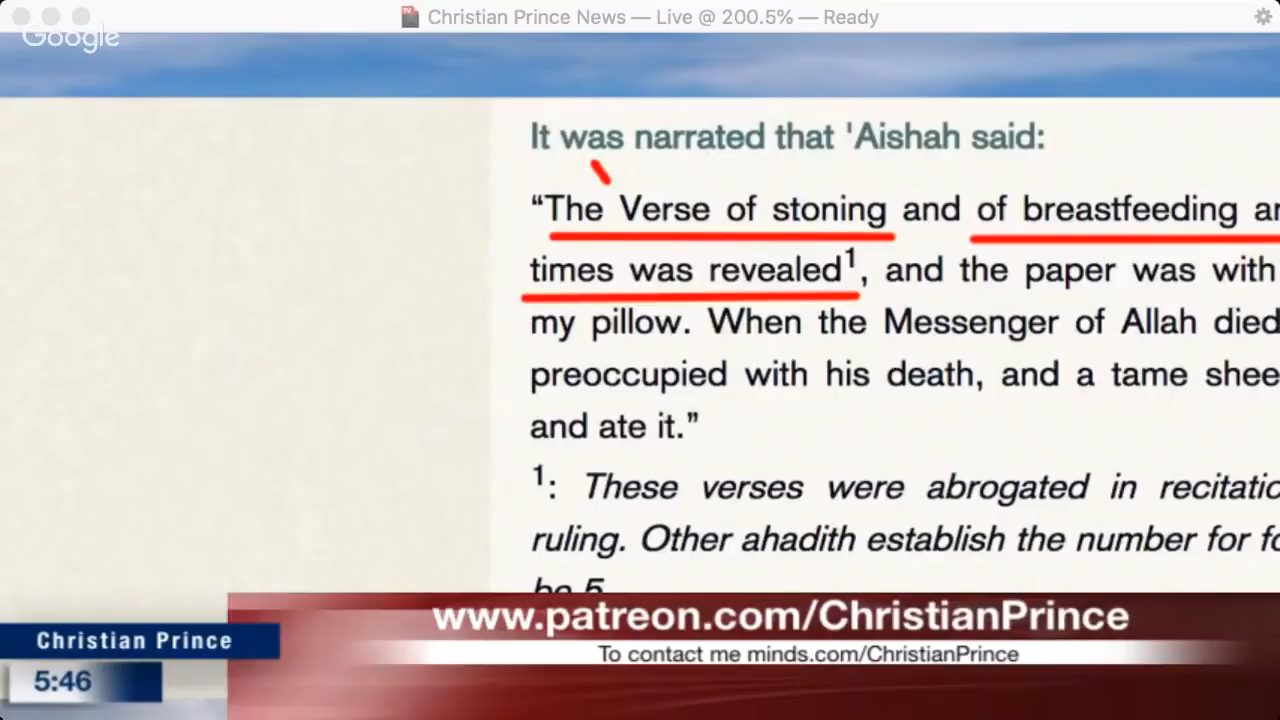 Christian Prince News — Live @ 200.5% — Ready
Google
It was narrated that 'Aishah said:
“The Verse of stoning and of breastfeeding
times was revealed¹, and the paper was with
my pillow. When the Messenger of Allah died
preoccupied with his death, and a tame
and ate it.”
¹: These verses were abrogated in
ruling. Other ahadith establish the number for
be 5
www.patreon.com/ChristianPrince
Christian Prince
To contact me minds.com/ChristianPrince
5:46